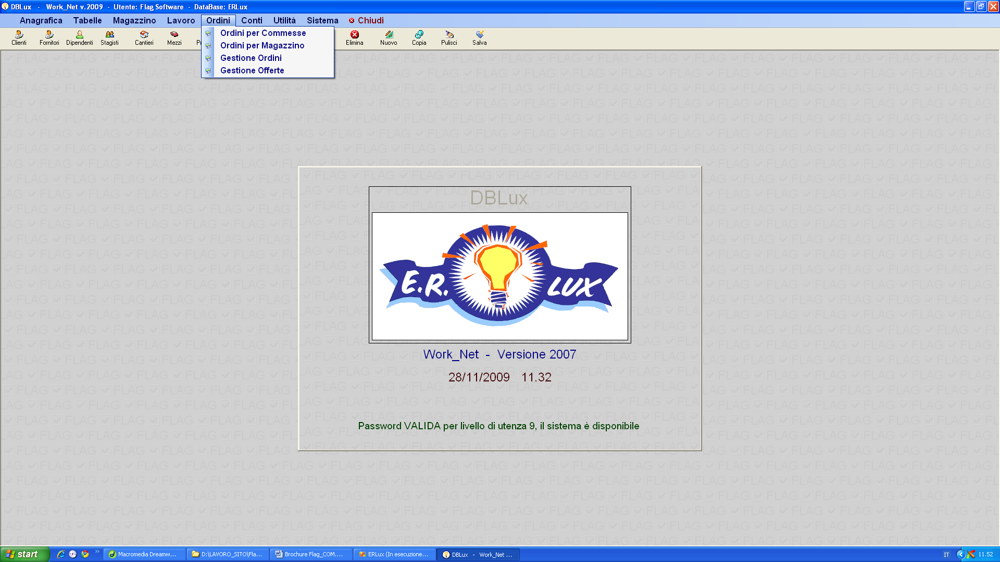 DBLux - Work_Net v.2009 - Utente: Flag Software - DataBase: ERLux
Anagrafica Tabelle Magazzino Lavoro Ordini Conti Utilità Sistema Chiudi
Clienti Fornitori Dipendenti Stagisti Cantieri Mezzi Elimina Nuovo Copia Pulisci Salva
Ordini per Commesse
Ordini per Magazzino
Gestione Ordini
Gestione Offerte
DBLux
E.R. LUX
Work_Net - Versione 2007
28/11/2009 11.32
Password VALIDA per livello di utenza 9, il sistema è disponibile
start Macromedia Dreamw... D:\LAVORO_SITO\Fla... Brochure Flag_COM.... ERLux (In esecuzione... DBLux - Work_Net ... IT 11.52